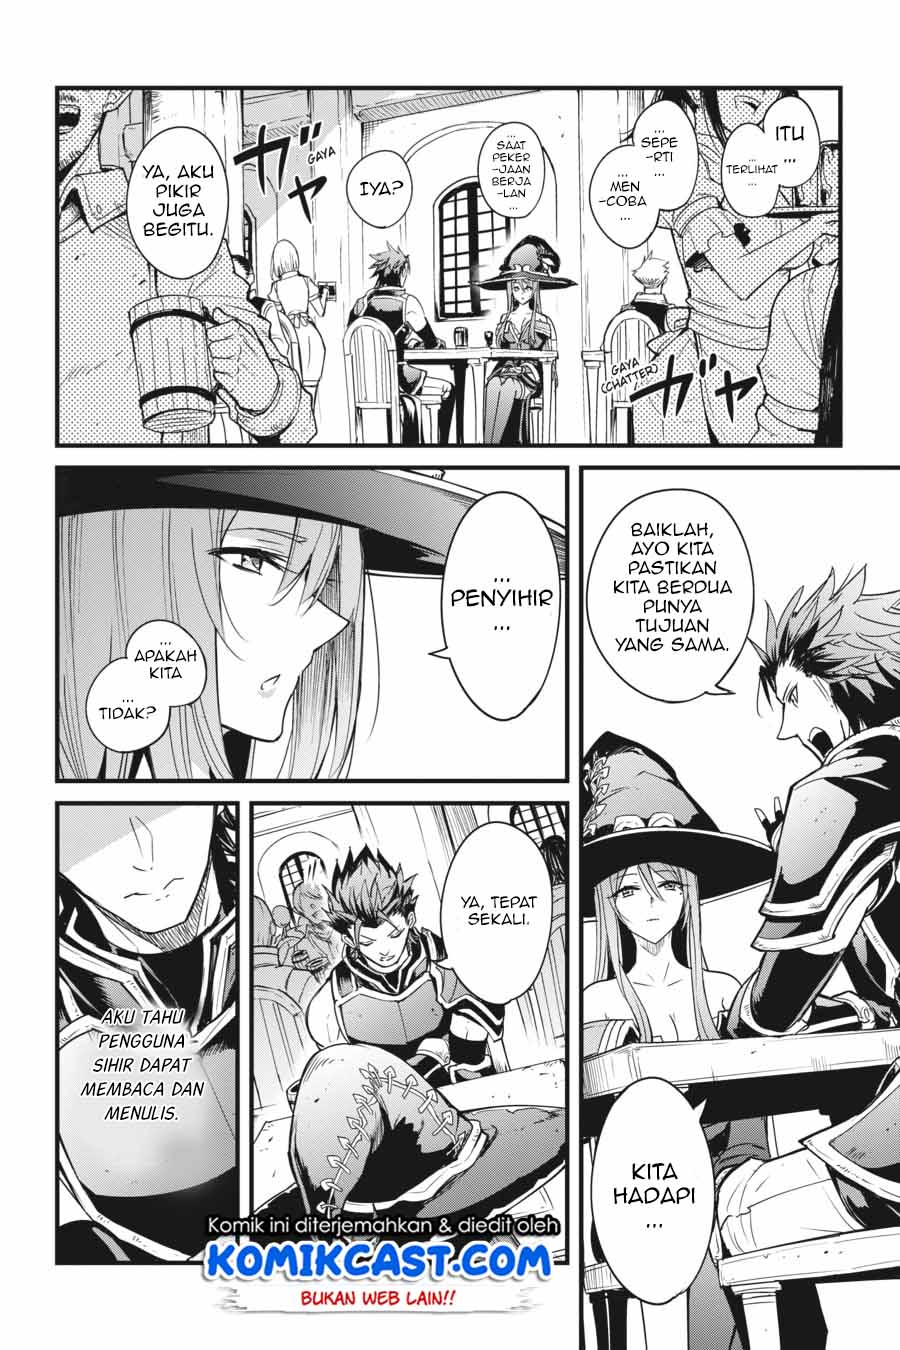 ITU
...
...
TERLIHAT
...
...
SEPE
-RTI
...
...
MEN
-COBA
...
...
SAAT
PEKER
-JAAN
BERJA
-LAN
...
IYA?
YA, AKU
PIKIR
JUGA
BEGITU.
ガヤ
GAYA
ガヤ
GAYA
(CHATTER)
BAIKLAH,
AYO KITA
PASTIKAN
KITA BERDUA
PUNYA
TUJUAN
YANG SAMA.
KITA
HADAPI
...
...
PENYIHIR
...
...
APAKAH
KITA
...
TIDAK?
YA, TEPAT
SEKALI.
AKU TAHU
PENGGUNA
SIHIR DAPAT
MEMBACA DAN
MENULIS.
Komik ini diterjemahkan & diedit oleh
KOMIKCAST.COM
BUKAN WEB LAIN!!